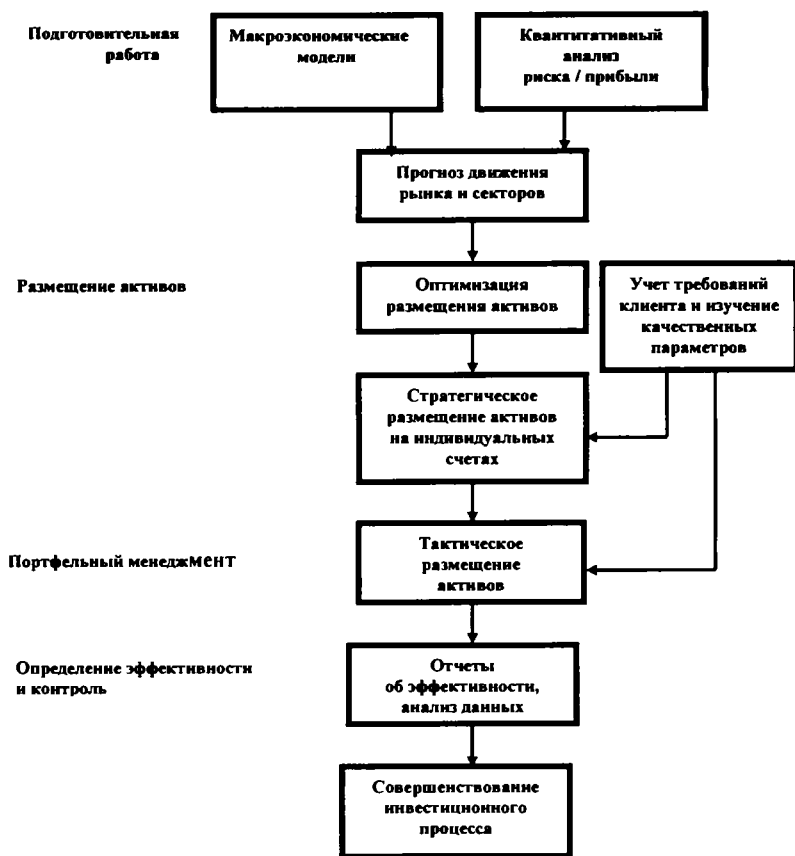 Подготовительная
работа
Макроэкономические
модели
Квантитативный
анализ
риска / прибыли
Прогноз движения
рынка и секторов
Размещение активов
Оптимизация
размещения активов
Учет требований
клиента и изучение
качественных
параметров
Стратегическое
размещение активов
на индивидуальных
счетах
Портфельный менеджмент
Тактическое
размещение
активов
Определение эффективности
и контроль
Отчеты
об эффективности,
анализ данных
Совершенствование
инвестиционного
процесса